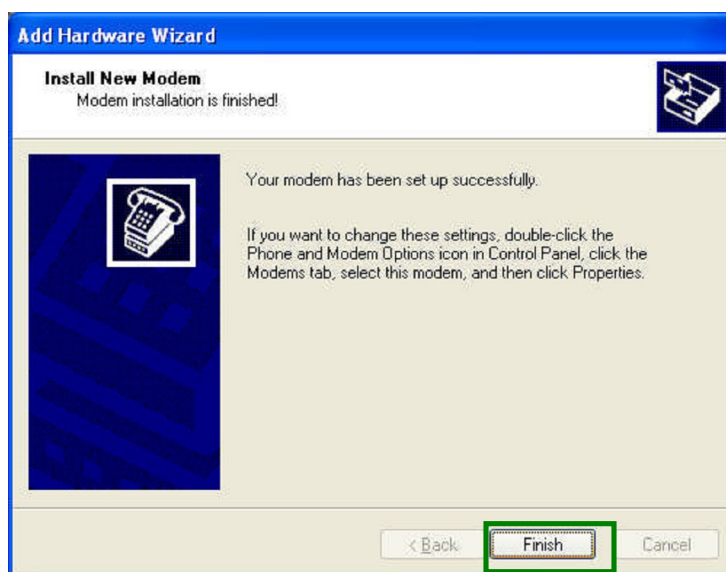 Add Hardware Wizard
Install New Modem
Modem installation is finished!
Your modem has been set up successfully.
If you want to change these settings, double-click the
Phone and Modem Options icon in Control Panel, click the
Modems tab, select this modem, and then click Properties.
< Back
Finish
Cancel